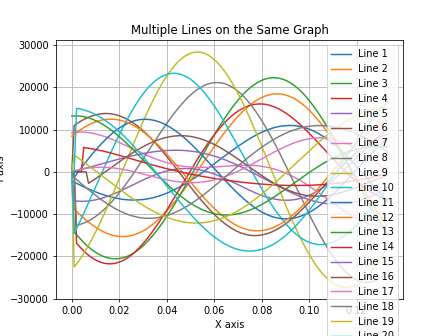 Multiple Lines on the Same Graph
30000
20000
10000
0
−10000
−20000
−30000
0.00
0.02
0.04
0.06
0.08
0.10
X axis
Line 1
Line 2
Line 3
Line 4
Line 5
Line 6
Line 7
Line 8
Line 9
Line 10
Line 11
Line 12
Line 13
Line 14
Line 15
Line 16
Line 17
Line 18
Line 19
Line 20